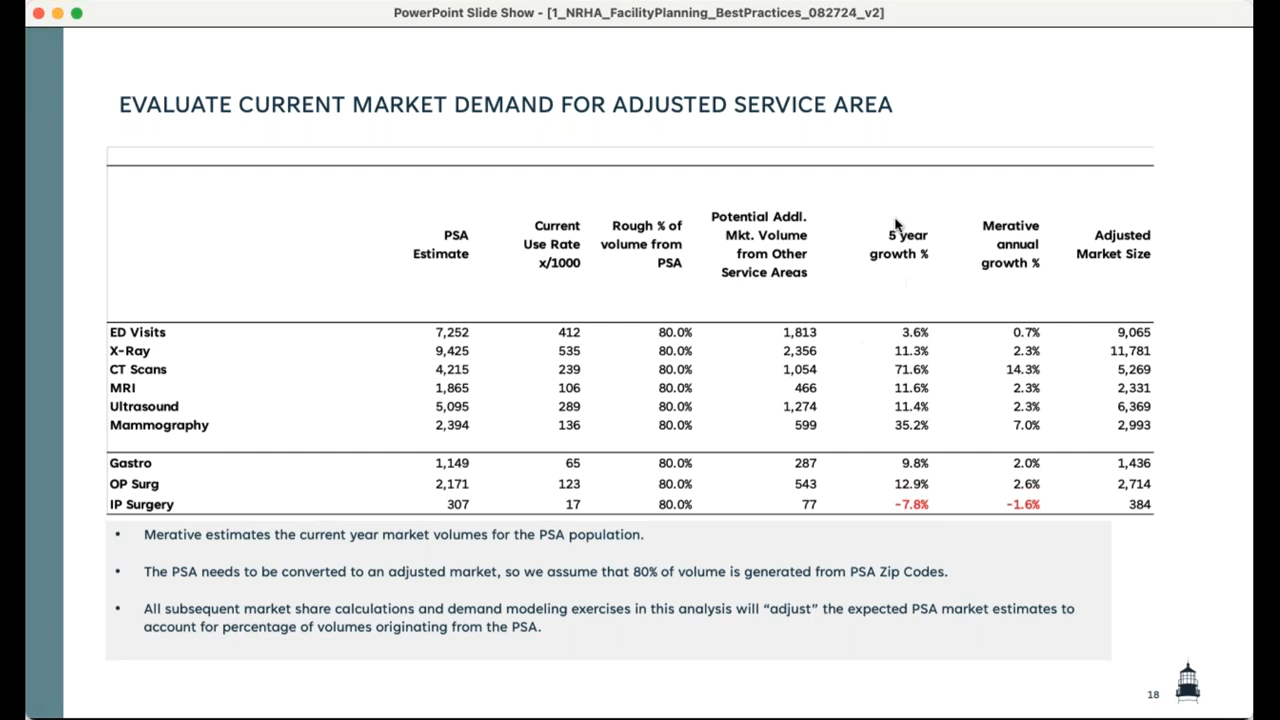 PowerPoint Slide Show - [1_NRHA_FacilityPlanning_BestPractices_082724_v2]
EVALUATE CURRENT MARKET DEMAND FOR ADJUSTED SERVICE AREA
PSA Estimate Current Use Rate x/1000 Rough % of volume from PSA Potential Addl. Mkt. Volume from Other Service Areas 5 year growth % Merative annual growth % Adjusted Market Size
ED Visits 7,252 412 80.0% 1,813 3.6% 0.7% 9,065
X-Ray 9,425 535 80.0% 2,356 11.3% 2.3% 11,781
CT Scans 4,215 239 80.0% 1,054 71.6% 14.3% 5,269
MRI 1,865 106 80.0% 466 11.6% 2.3% 2,331
Ultrasound 5,095 289 80.0% 1,274 11.4% 2.3% 6,369
Mammography 2,394 136 80.0% 599 35.2% 7.0% 2,993
Gastro 1,149 65 80.0% 287 9.8% 2.0% 1,436
OP Surg 2,171 123 80.0% 543 12.9% 2.6% 2,714
IP Surgery 307 17 80.0% 77 -7.8% -1.6% 384
• Merative estimates the current year market volumes for the PSA population.
• The PSA needs to be converted to an adjusted market, so we assume that 80% of volume is generated from PSA Zip Codes.
• All subsequent market share calculations and demand modeling exercises in this analysis will “adjust” the expected PSA market estimates to
account for percentage of volumes originating from the PSA.
18